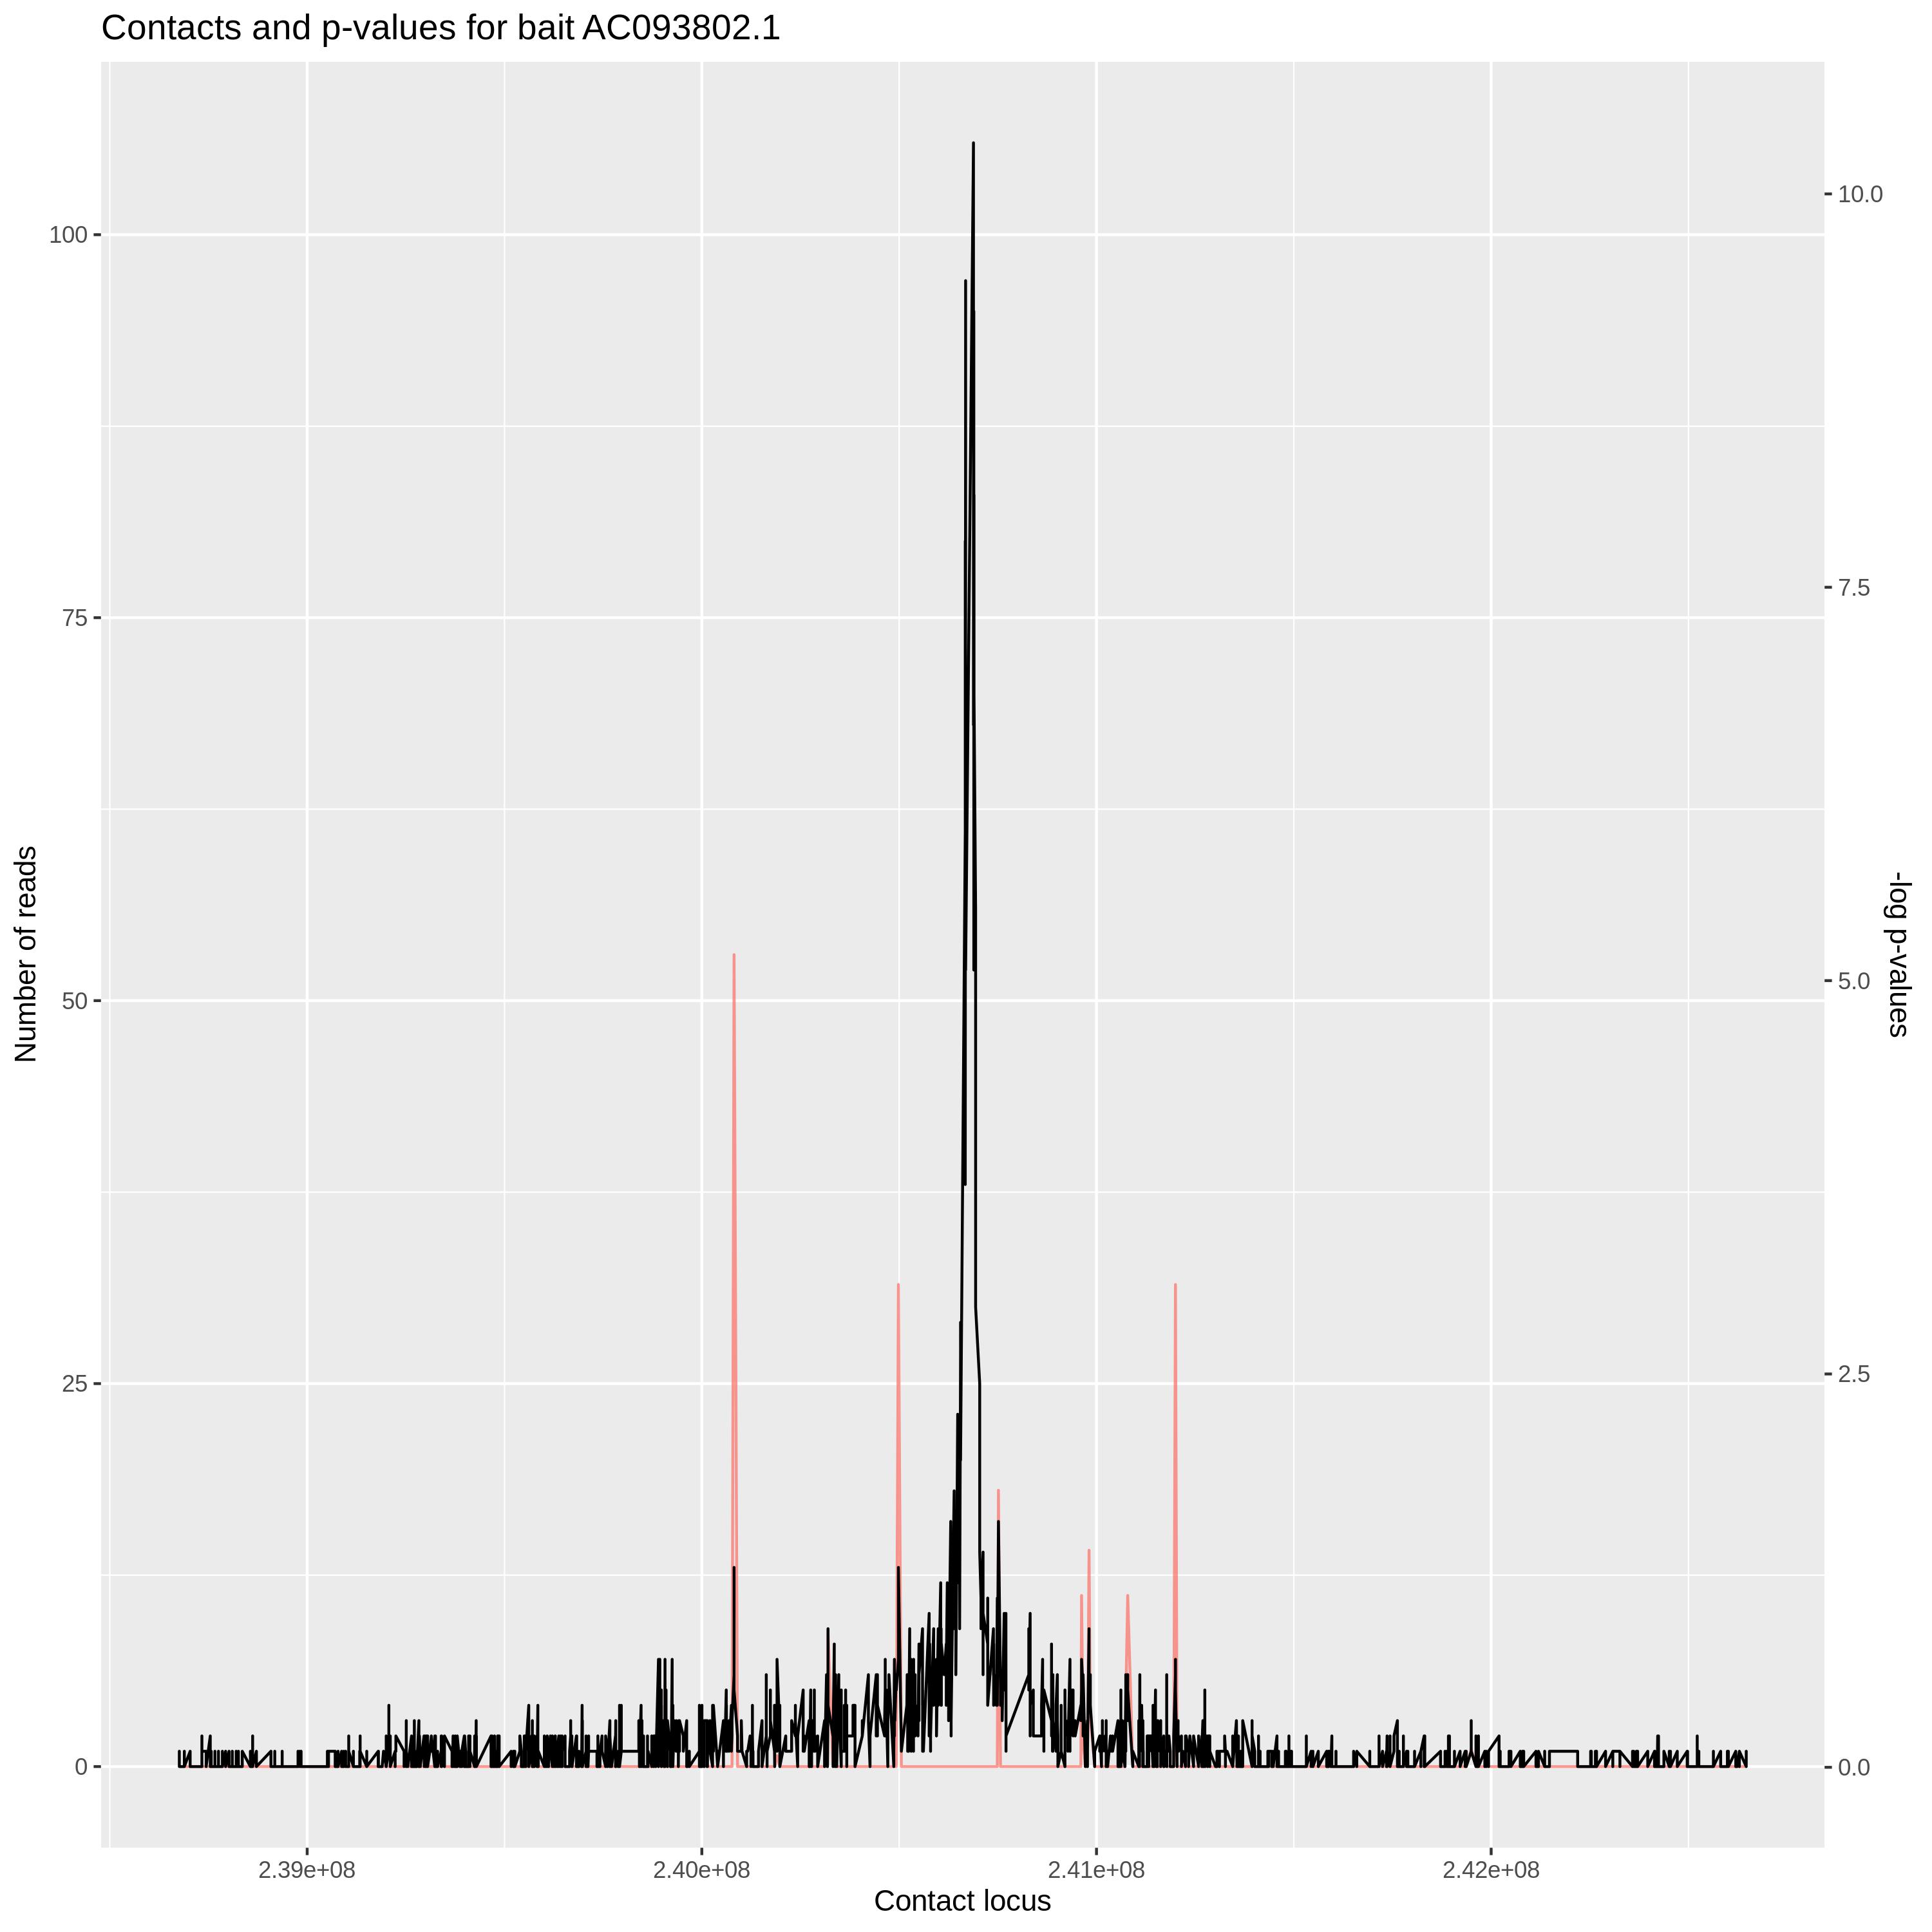 Contacts and p-values for bait AC093802.1
100
75
50
25
0
Number of reads
10.0
7.5
5.0
2.5
0.0
-log p-values
2.39e+08
2.40e+08
2.41e+08
2.42e+08
Contact locus